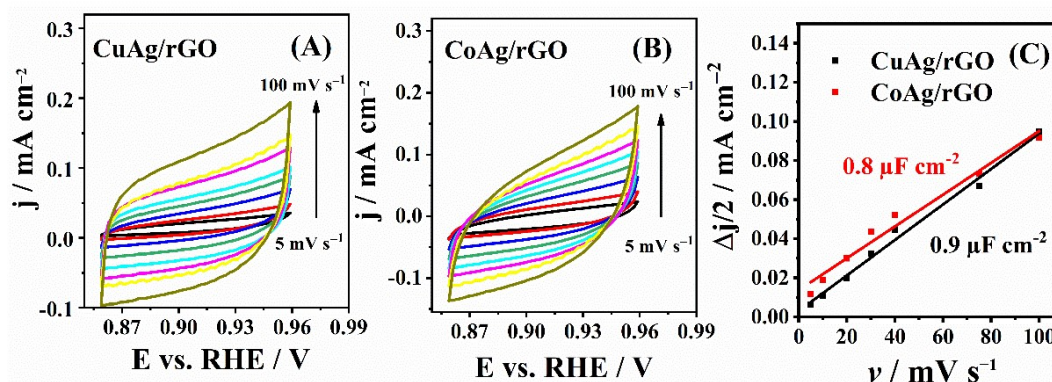 CuAg/rGO
(A)
100 mV s⁻¹
5 mV s⁻¹
j / mA cm⁻²
0.3
0.2
0.1
0.0
-0.1
0.87 0.90 0.93 0.96 0.99
E vs. RHE / V
CoAg/rGO
(B)
100 mV s⁻¹
5 mV s⁻¹
j / mA cm⁻²
0.3
0.2
0.1
0.0
-0.1
0.87 0.90 0.93 0.96 0.99
E vs. RHE / V
(C)
CuAg/rGO
CoAg/rGO
0.8 µF cm⁻²
0.9 µF cm⁻²
Δj/2 / mA cm⁻²
0.14
0.12
0.10
0.08
0.06
0.04
0.02
0.00
0 20 40 60 80 100
v / mV s⁻¹